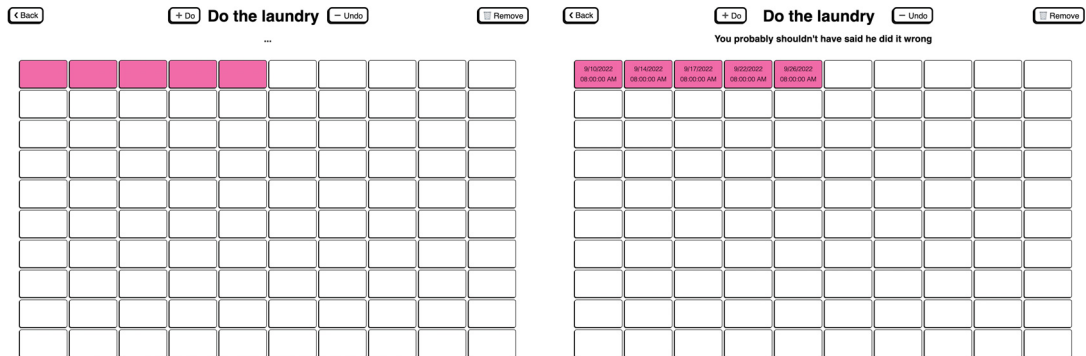 Back
+ Do
Do the laundry
− Undo
Remove
...
Back
+ Do
Do the laundry
− Undo
Remove
You probably shouldn't have said he did it wrong
9/10/2022 9/14/2022 9/17/2022 9/22/2022 9/26/2022
08:00:00 AM 08:00:00 AM 08:00:00 AM 08:00:00 AM 08:00:00 AM